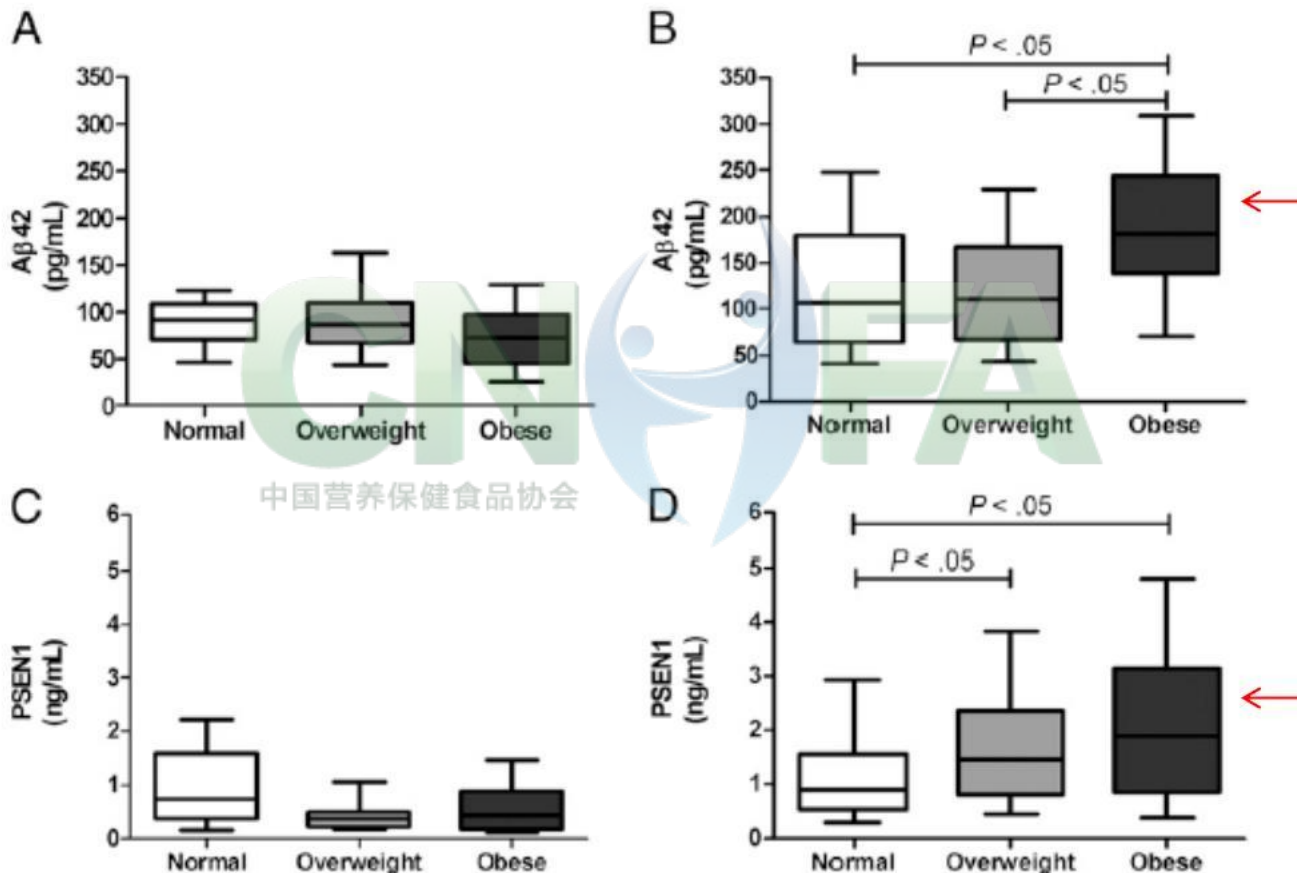 A
350
300
250
200
150
100
50
0
Aβ42
(pg/mL)
Normal Overweight Obese
B
P < .05
P < .05
350
300
250
200
150
100
50
0
Aβ42
(pg/mL)
Normal Overweight Obese
CNFA
中国营养保健食品协会
C
6
5
4
3
2
1
0
PSEN1
(ng/mL)
Normal Overweight Obese
D
P < .05
P < .05
6
5
4
3
2
1
0
PSEN1
(ng/mL)
Normal Overweight Obese